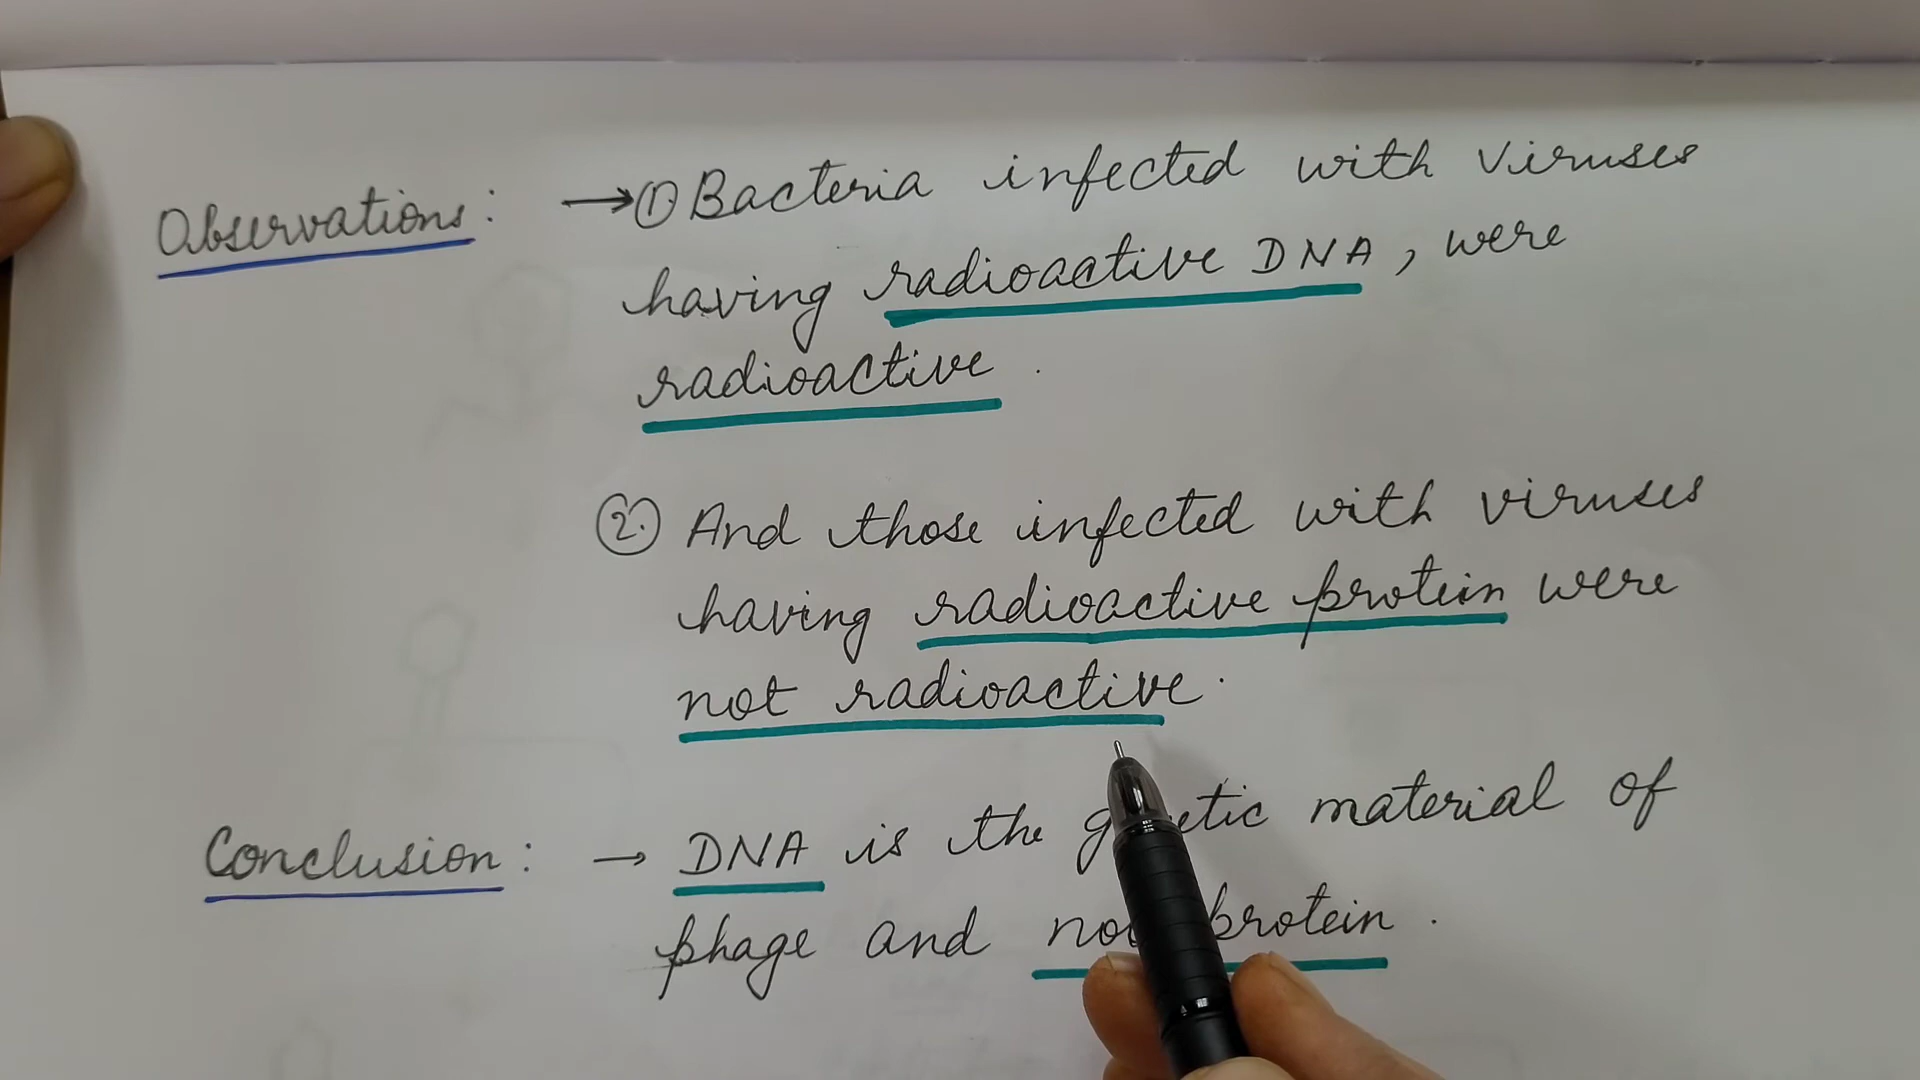 Observations: → ①. Bacteria infected with viruses
having radioactive DNA, were
radioactive.
②. And those infected with viruses
having radioactive protein were
not radioactive.
Conclusion: → DNA is the material of
phage and protein.